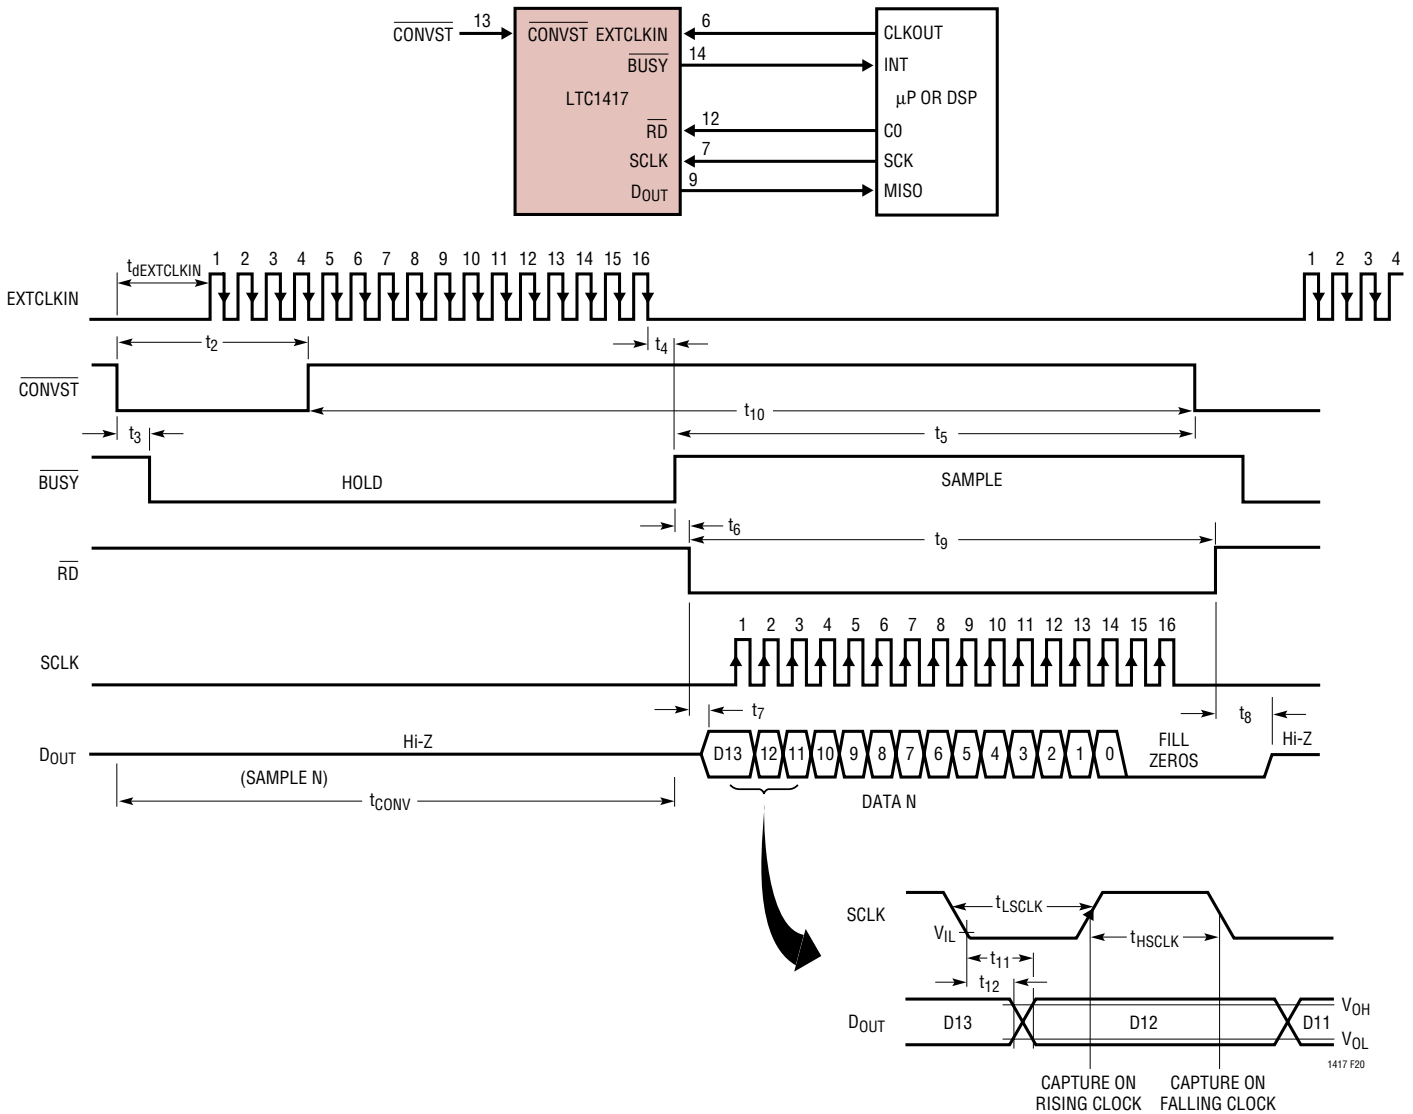 CONVST 13 CONVST EXTCLKIN 6 CLKOUT
BUSY 14 INT
LTC1417 µP OR DSP
RD 12 C0
SCLK 7 SCK
DOUT 9 MISO
tdEXTCLKIN 1 2 3 4 5 6 7 8 9 10 11 12 13 14 15 16 1 2 3 4
EXTCLKIN
t2 t4
CONVST
t10
t3 t5
BUSY HOLD SAMPLE
t6
t9
RD
1 2 3 4 5 6 7 8 9 10 11 12 13 14 15 16
SCLK
t7 t8
DOUT Hi-Z D13 12 11 10 9 8 7 6 5 4 3 2 1 0 FILL ZEROS Hi-Z
(SAMPLE N)
tCONV DATA N
SCLK tLSCLK
VIL tHSCLK
t11
t12
VOH
DOUT D13 D12 D11
VOL
1417 F20
CAPTURE ON CAPTURE ON
RISING CLOCK FALLING CLOCK